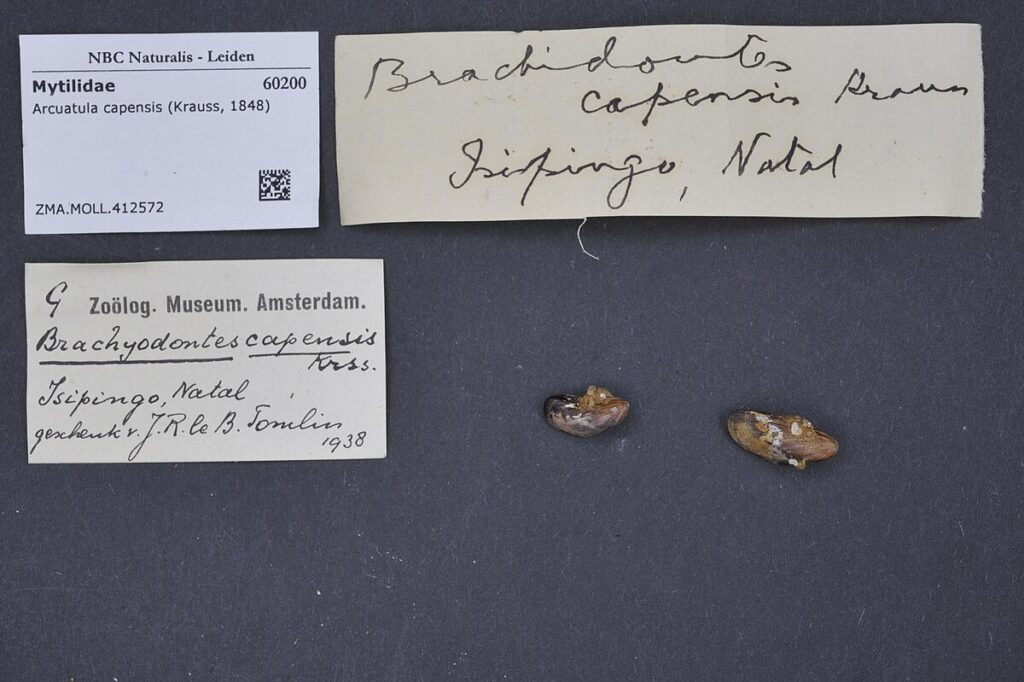 NBC Naturalis - Leiden
Mytilidae 60200
Arcuatula capensis (Krauss, 1848)
ZMA.MOLL.412572
Brachidontes
capensis Krauss
Isipingo, Natal
G Zoölog. Museum. Amsterdam.
Brachyodontes capensis
Krss.
Isipingo, Natal
geschenk v. J. R. le B. Tomlin
1938